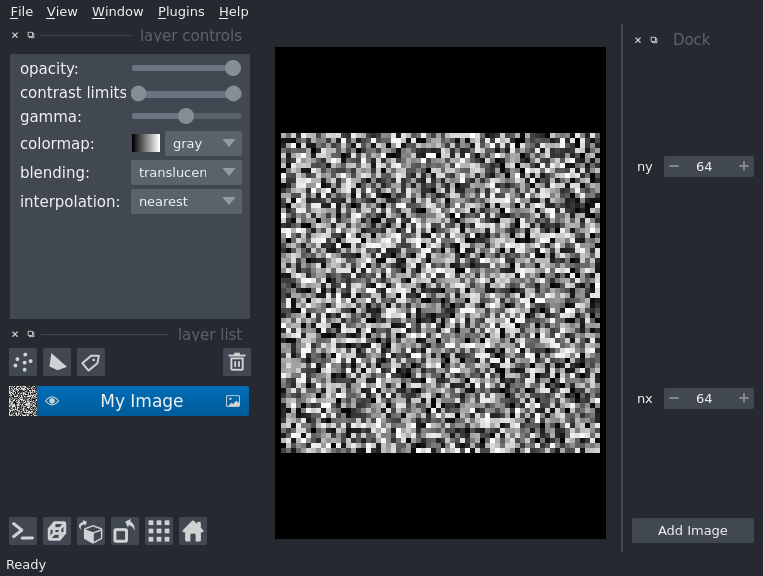 File View Window Plugins Help
layer controls
opacity:
contrast limits
gamma:
colormap: gray
blending: translucen
interpolation: nearest
layer list
My Image
Ready
Dock
ny 64
nx 64
Add Image